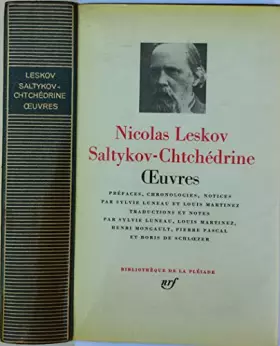 LESKOV
SALTYKOV-
CHTCHÉDRINE
ŒUVRES
Nicolas Leskov
Saltykov-Chtchédrine
Œuvres
PRÉFACES, CHRONOLOGIES, NOTICES
PAR SYLVIE LUNEAU ET LOUIS MARTINEZ
TRADUCTIONS ET NOTES
PAR SYLVIE LUNEAU, LOUIS MARTINEZ,
HENRI MONGAULT, PIERRE PASCAL
ET BORIS DE SCHLŒZER
BIBLIOTHÈQUE DE LA PLÉIADE
nrf